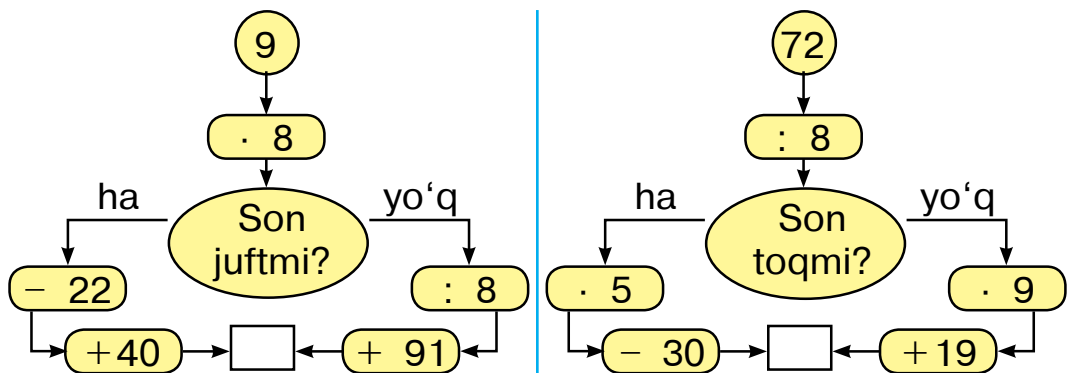 9
· 8
ha
yo‘q
Son
juftmi?
− 22
: 8
+40
+ 91
72
: 8
ha
yo‘q
Son
toqmi?
· 5
· 9
− 30
+19